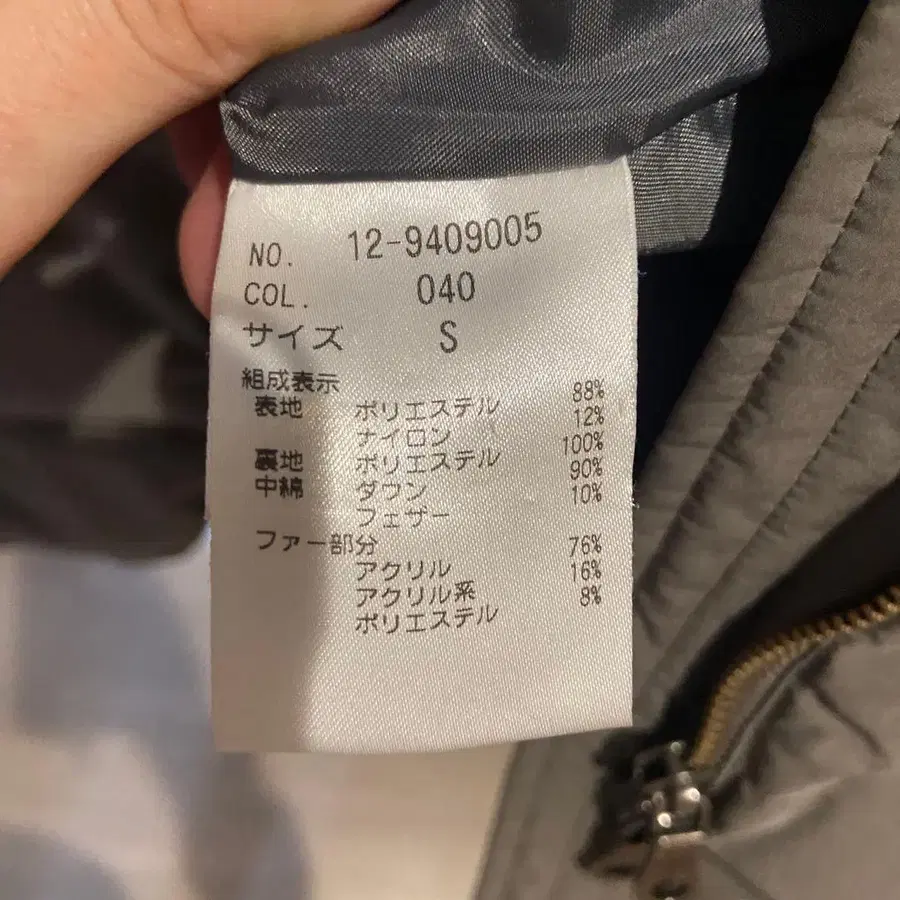 NO. 12-9409005
COL. 040
サイズ S
組成表示
表地 ポリエステル 88%
ナイロン 12%
裏地 ポリエステル 100%
中綿 ダウン 90%
フェザー 10%
ファー部分
アクリル 76%
アクリル系 16%
ポリエステル 8%